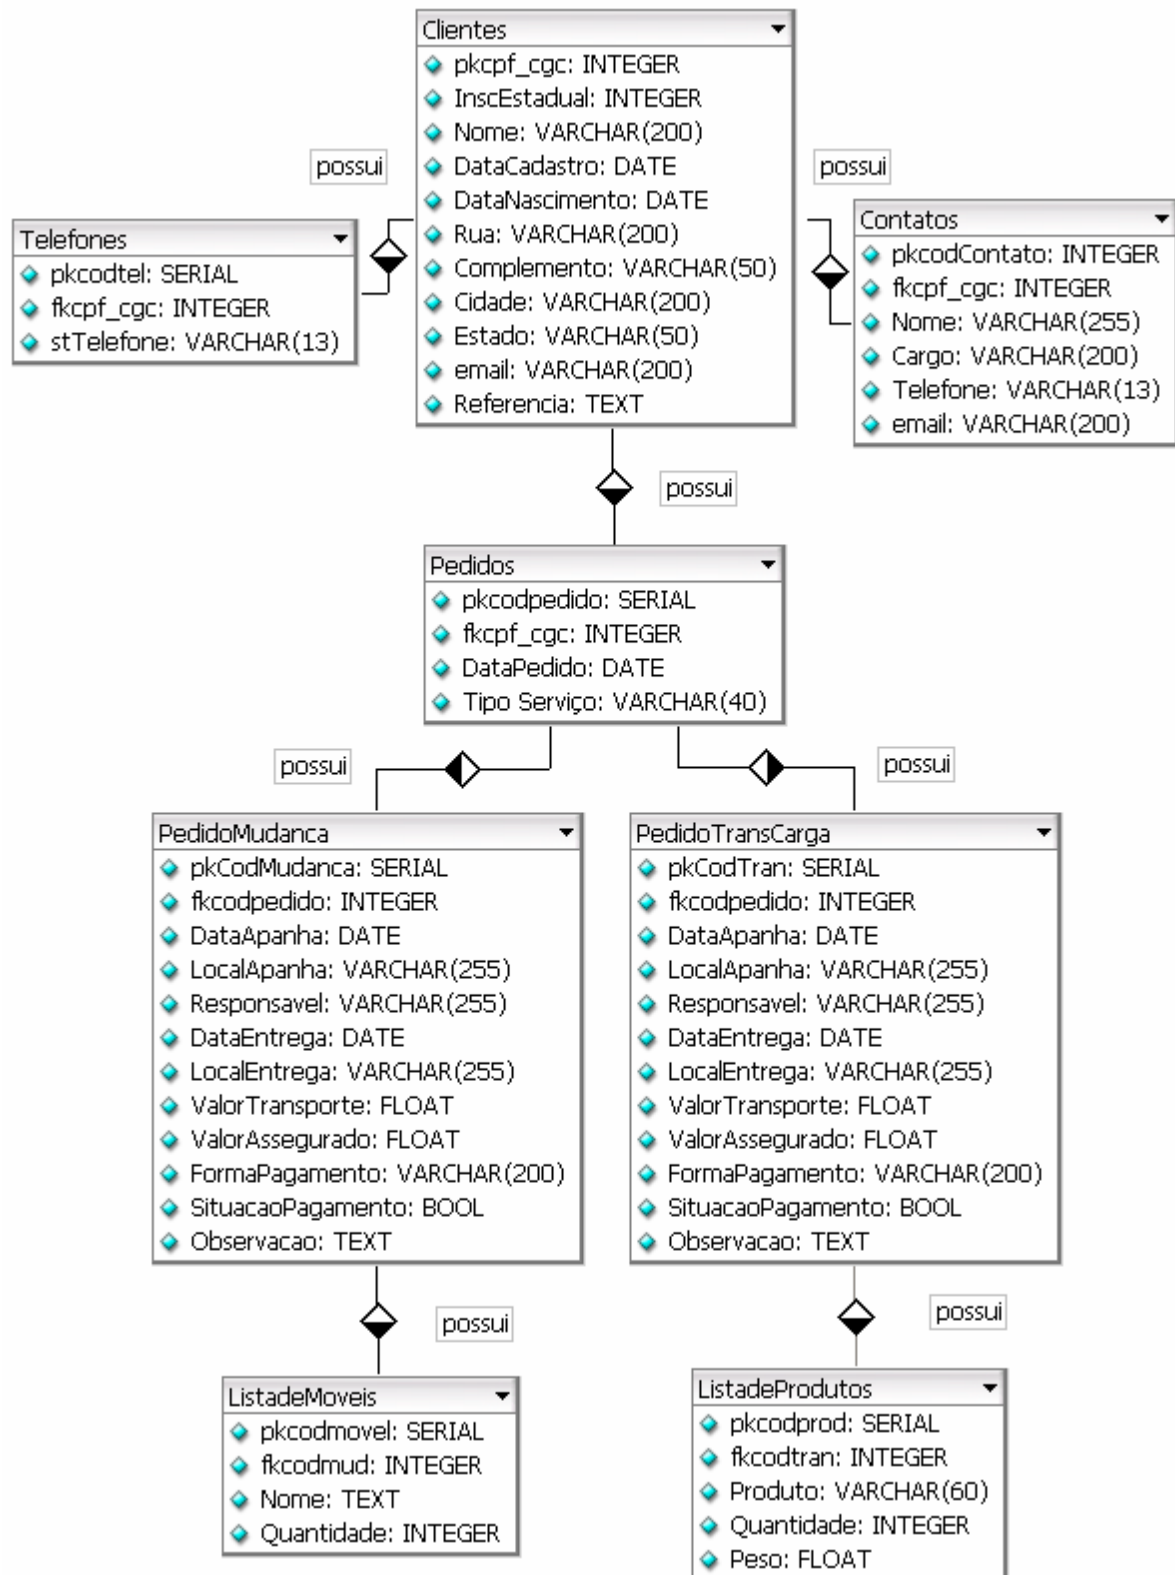 Clientes
pkcpf_cgc: INTEGER
InscEstadual: INTEGER
Nome: VARCHAR(200)
DataCadastro: DATE
DataNascimento: DATE
Rua: VARCHAR(200)
Complemento: VARCHAR(50)
Cidade: VARCHAR(200)
Estado: VARCHAR(50)
email: VARCHAR(200)
Referencia: TEXT
possui
possui
Telefones
pkcodtel: SERIAL
fkcpf_cgc: INTEGER
stTelefone: VARCHAR(13)
Contatos
pkcodContato: INTEGER
fkcpf_cgc: INTEGER
Nome: VARCHAR(255)
Cargo: VARCHAR(200)
Telefone: VARCHAR(13)
email: VARCHAR(200)
possui
Pedidos
pkcodpedido: SERIAL
fkcpf_cgc: INTEGER
DataPedido: DATE
Tipo Serviço: VARCHAR(40)
possui
possui
PedidoMudanca
pkCodMudanca: SERIAL
fkcodpedido: INTEGER
DataApanha: DATE
LocalApanha: VARCHAR(255)
Responsavel: VARCHAR(255)
DataEntrega: DATE
LocalEntrega: VARCHAR(255)
ValorTransporte: FLOAT
ValorAssegurado: FLOAT
FormaPagamento: VARCHAR(200)
SituacaoPagamento: BOOL
Observacao: TEXT
PedidoTransCarga
pkCodTran: SERIAL
fkcodpedido: INTEGER
DataApanha: DATE
LocalApanha: VARCHAR(255)
Responsavel: VARCHAR(255)
DataEntrega: DATE
LocalEntrega: VARCHAR(255)
ValorTransporte: FLOAT
ValorAssegurado: FLOAT
FormaPagamento: VARCHAR(200)
SituacaoPagamento: BOOL
Observacao: TEXT
possui
possui
ListadeMoveis
pkcodmovel: SERIAL
fkcodmud: INTEGER
Nome: TEXT
Quantidade: INTEGER
ListadeProdutos
pkcodprod: SERIAL
fkcodtran: INTEGER
Produto: VARCHAR(60)
Quantidade: INTEGER
Peso: FLOAT